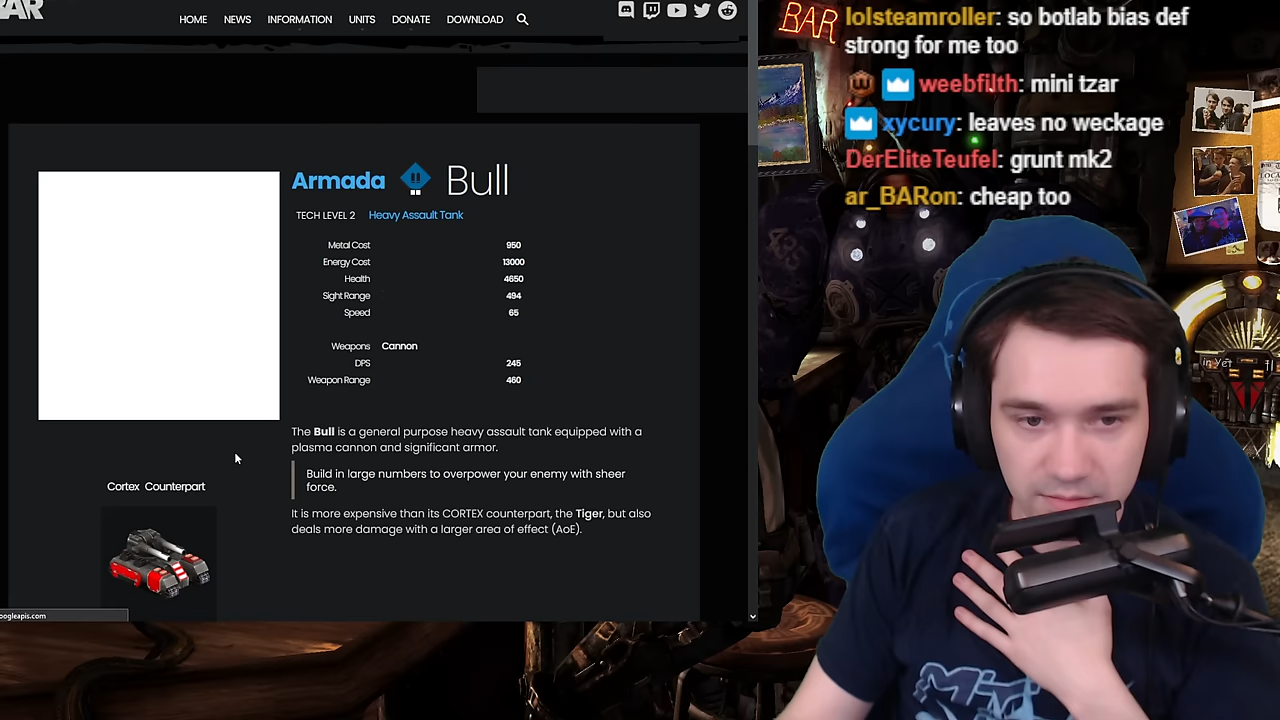 BAR
HOME NEWS INFORMATION UNITS DONATE DOWNLOAD
Armada Bull
TECH LEVEL 2 Heavy Assault Tank
Metal Cost 950
Energy Cost 13000
Health 4650
Sight Range 494
Speed 65
Weapons Cannon
DPS 245
Weapon Range 460
The Bull is a general purpose heavy assault tank equipped with a
plasma cannon and significant armor.
Build in large numbers to overpower your enemy with sheer
force.
It is more expensive than its CORTEX counterpart, the Tiger, but also
deals more damage with a larger area of effect (AoE).
Cortex Counterpart
oogleapis.com
BAR
lolsteamroller: so botlab bias def
strong for me too
weebfilth: mini tzar
xycury: leaves no weckage
DerEliteTeufel: grunt mk2
ar_BARon: cheap too